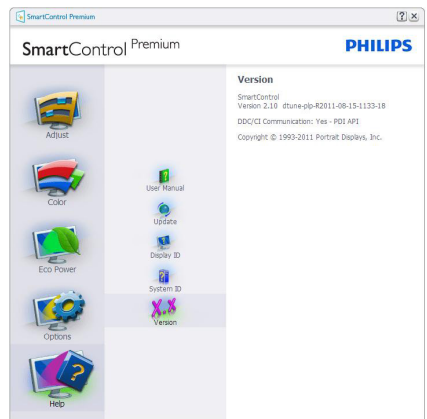 SmartControl Premium
? x
SmartControl Premium
PHILIPS
Adjust
Color
Eco Power
Options
?
Help
?
User Manual
Update
Display ID
?
System ID
X.X
Version
Version
SmartControl
Version 2.10 dtune-plp-R2011-08-15-1133-18
DDC/CI Communication: Yes - PDI API
Copyright © 1993-2011 Portrait Displays, Inc.